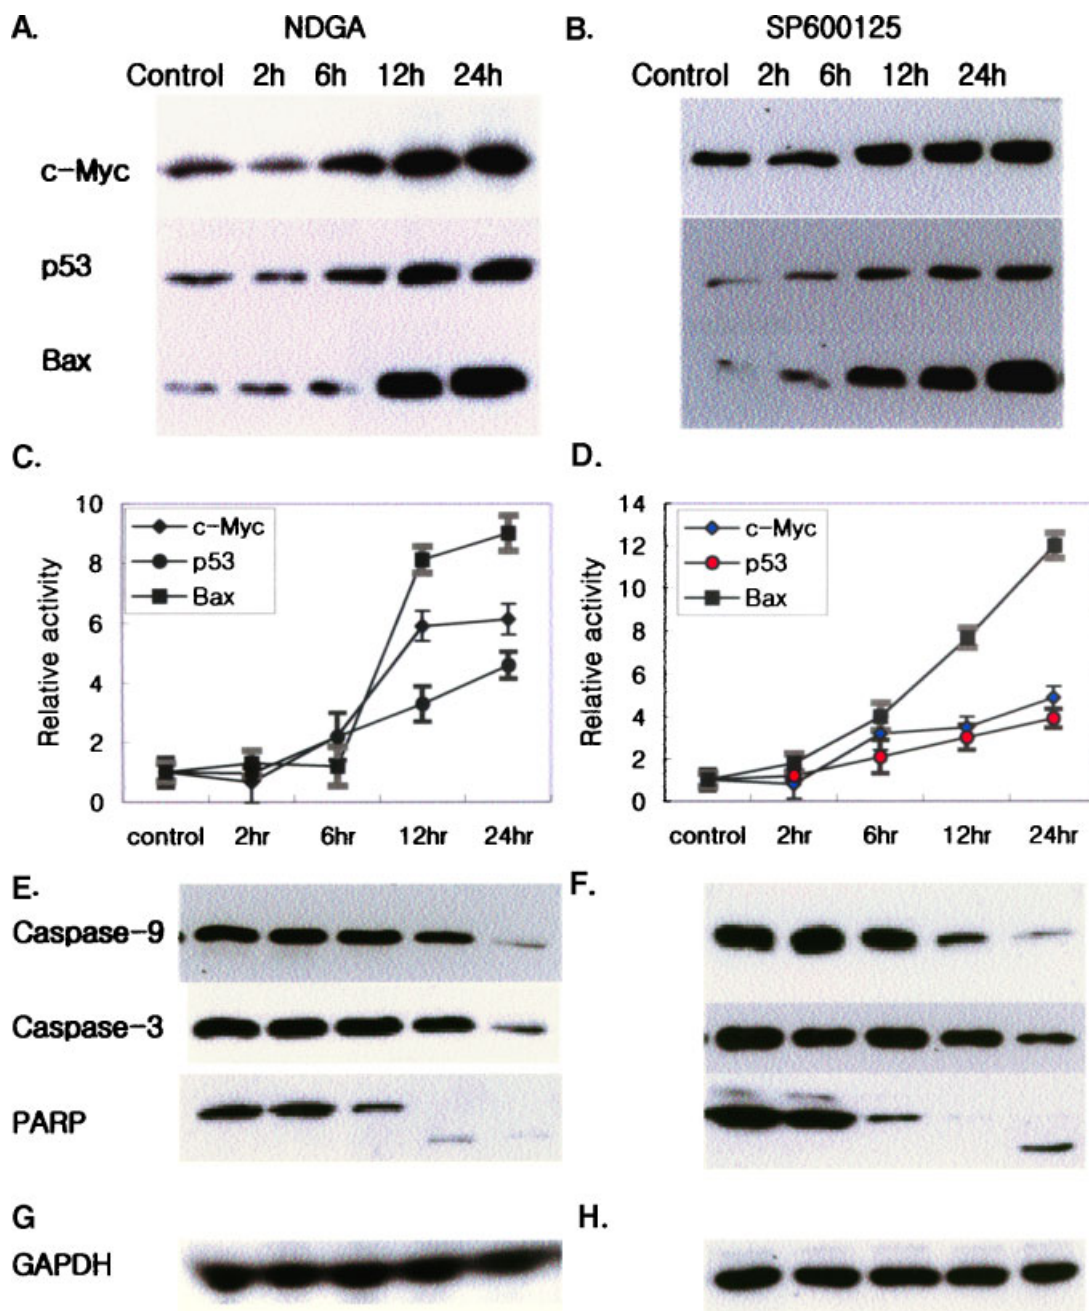 A. NDGA
Control 2h 6h 12h 24h
c-Myc
p53
Bax
B. SP600125
Control 2h 6h 12h 24h
C.
Relative activity
10
8
6
4
2
0
c-Myc
p53
Bax
control 2hr 6hr 12hr 24hr
D.
Relative activity
14
12
10
8
6
4
2
0
c-Myc
p53
Bax
control 2hr 6hr 12hr 24hr
E.
Caspase-9
Caspase-3
PARP
F.
G
GAPDH
H.